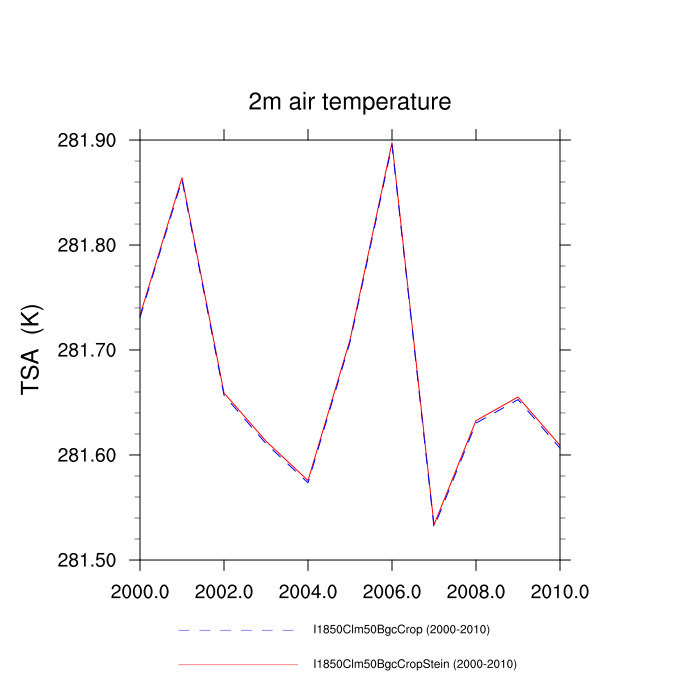 2m air temperature
281.90
281.80
281.70
281.60
281.50
TSA (K)
2000.0 2002.0 2004.0 2006.0 2008.0 2010.0
I1850Clm50BgcCrop (2000-2010)
I1850Clm50BgcCropStein (2000-2010)